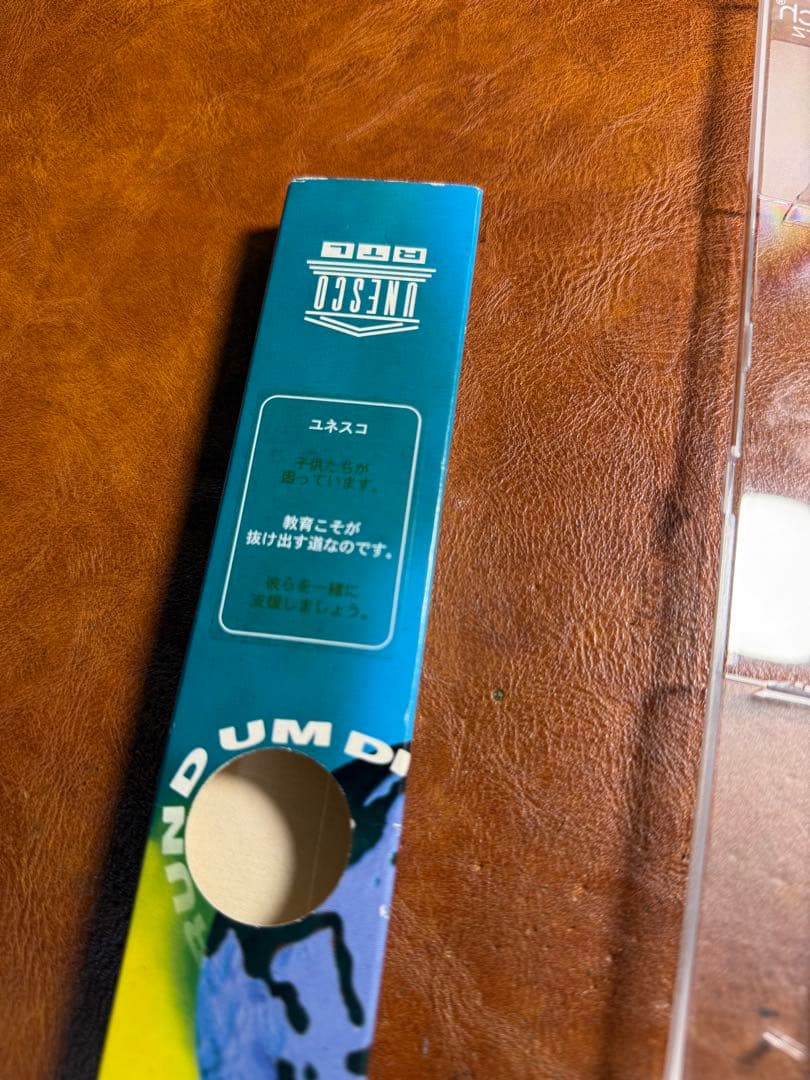 RTL
UNESCO
ユネスコ
子供たちが
困っています。
教育こそが
抜け出す道なのです。
彼らを一緒に
支援しましょう。
RUND UM DI